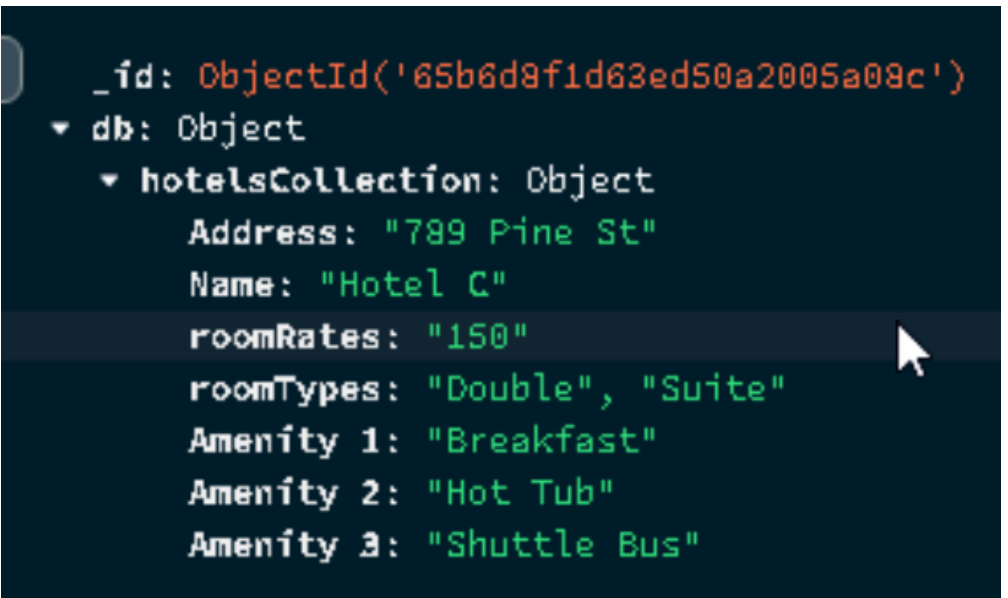 _id: ObjectId('65b6d8f1d63ed50a2005a08c')
db: Object
hotelsCollection: Object
Address: "789 Pine St"
Name: "Hotel C"
roomRates: "150"
roomTypes: "Double", "Suite"
Amenity 1: "Breakfast"
Amenity 2: "Hot Tub"
Amenity 3: "Shuttle Bus"